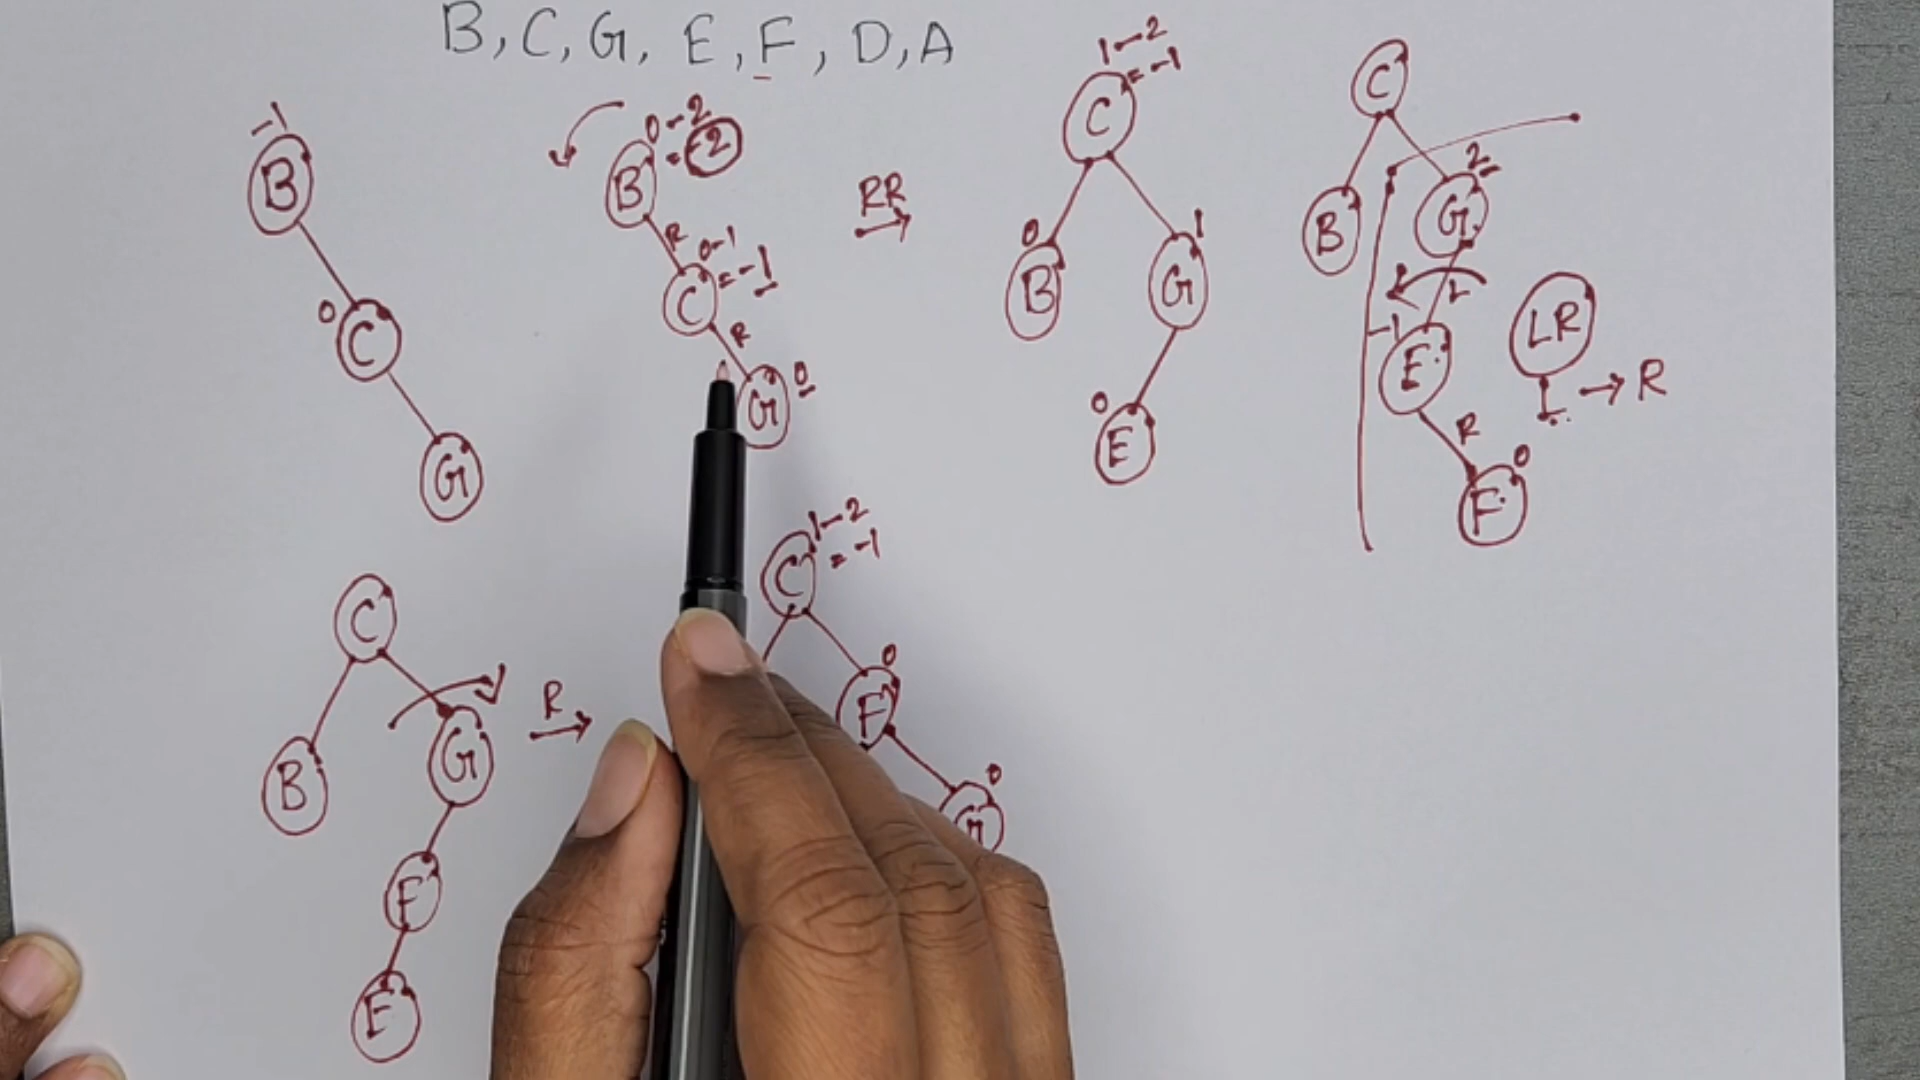 B, C, G, E, F, D, A
-1
B
0
C
G
0-2
= -2
B
R
0-1
= -1
C
R
G
0
RR
1-2
= -1
C
0
B
1
G
0
E
C
B
2
G
L
-1
E
R
0
F
LR
L
→ R
C
B
G
F
E
R
1-2
= -1
C
0
F
0
G